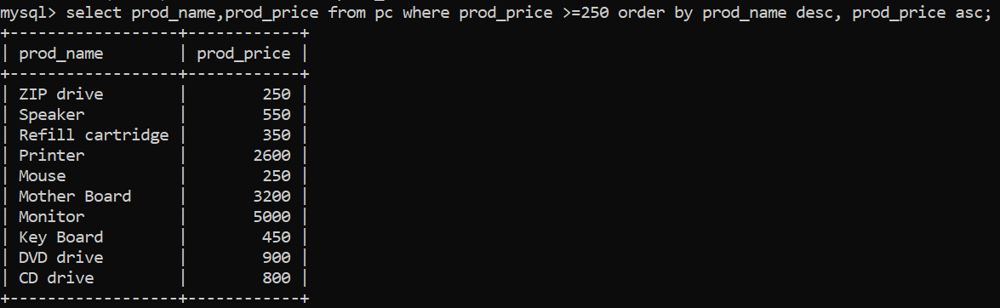 mysql> select prod_name,prod_price from pc where prod_price >=250 order by prod_name desc, prod_price asc;
+------------------+------------+
| prod_name        | prod_price |
+------------------+------------+
| ZIP drive        |        250 |
| Speaker          |        550 |
| Refill cartridge |        350 |
| Printer          |       2600 |
| Mouse            |        250 |
| Mother Board     |       3200 |
| Monitor          |       5000 |
| Key Board        |        450 |
| DVD drive        |        900 |
| CD drive         |        800 |
+------------------+------------+